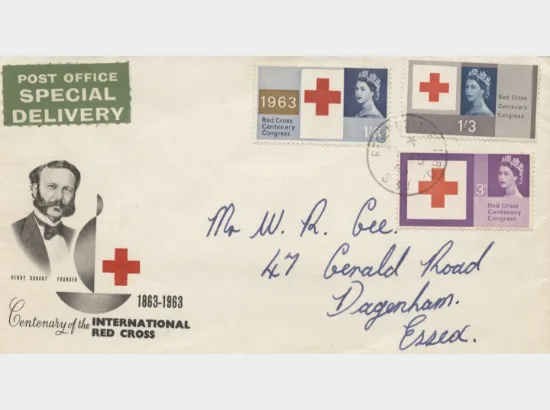 POST OFFICE
SPECIAL
DELIVERY
1963
Red Cross
Centenary
Congress
Red Cross
Centenary
Congress
1/3
3D
Red Cross
Centenary
Congress
Mr W. R. Gee.
47 Gerald Road
Dagenham.
Essex.
HENRY DUNANT · FOUNDER
1863-1963
Centenary of the INTERNATIONAL
RED CROSS